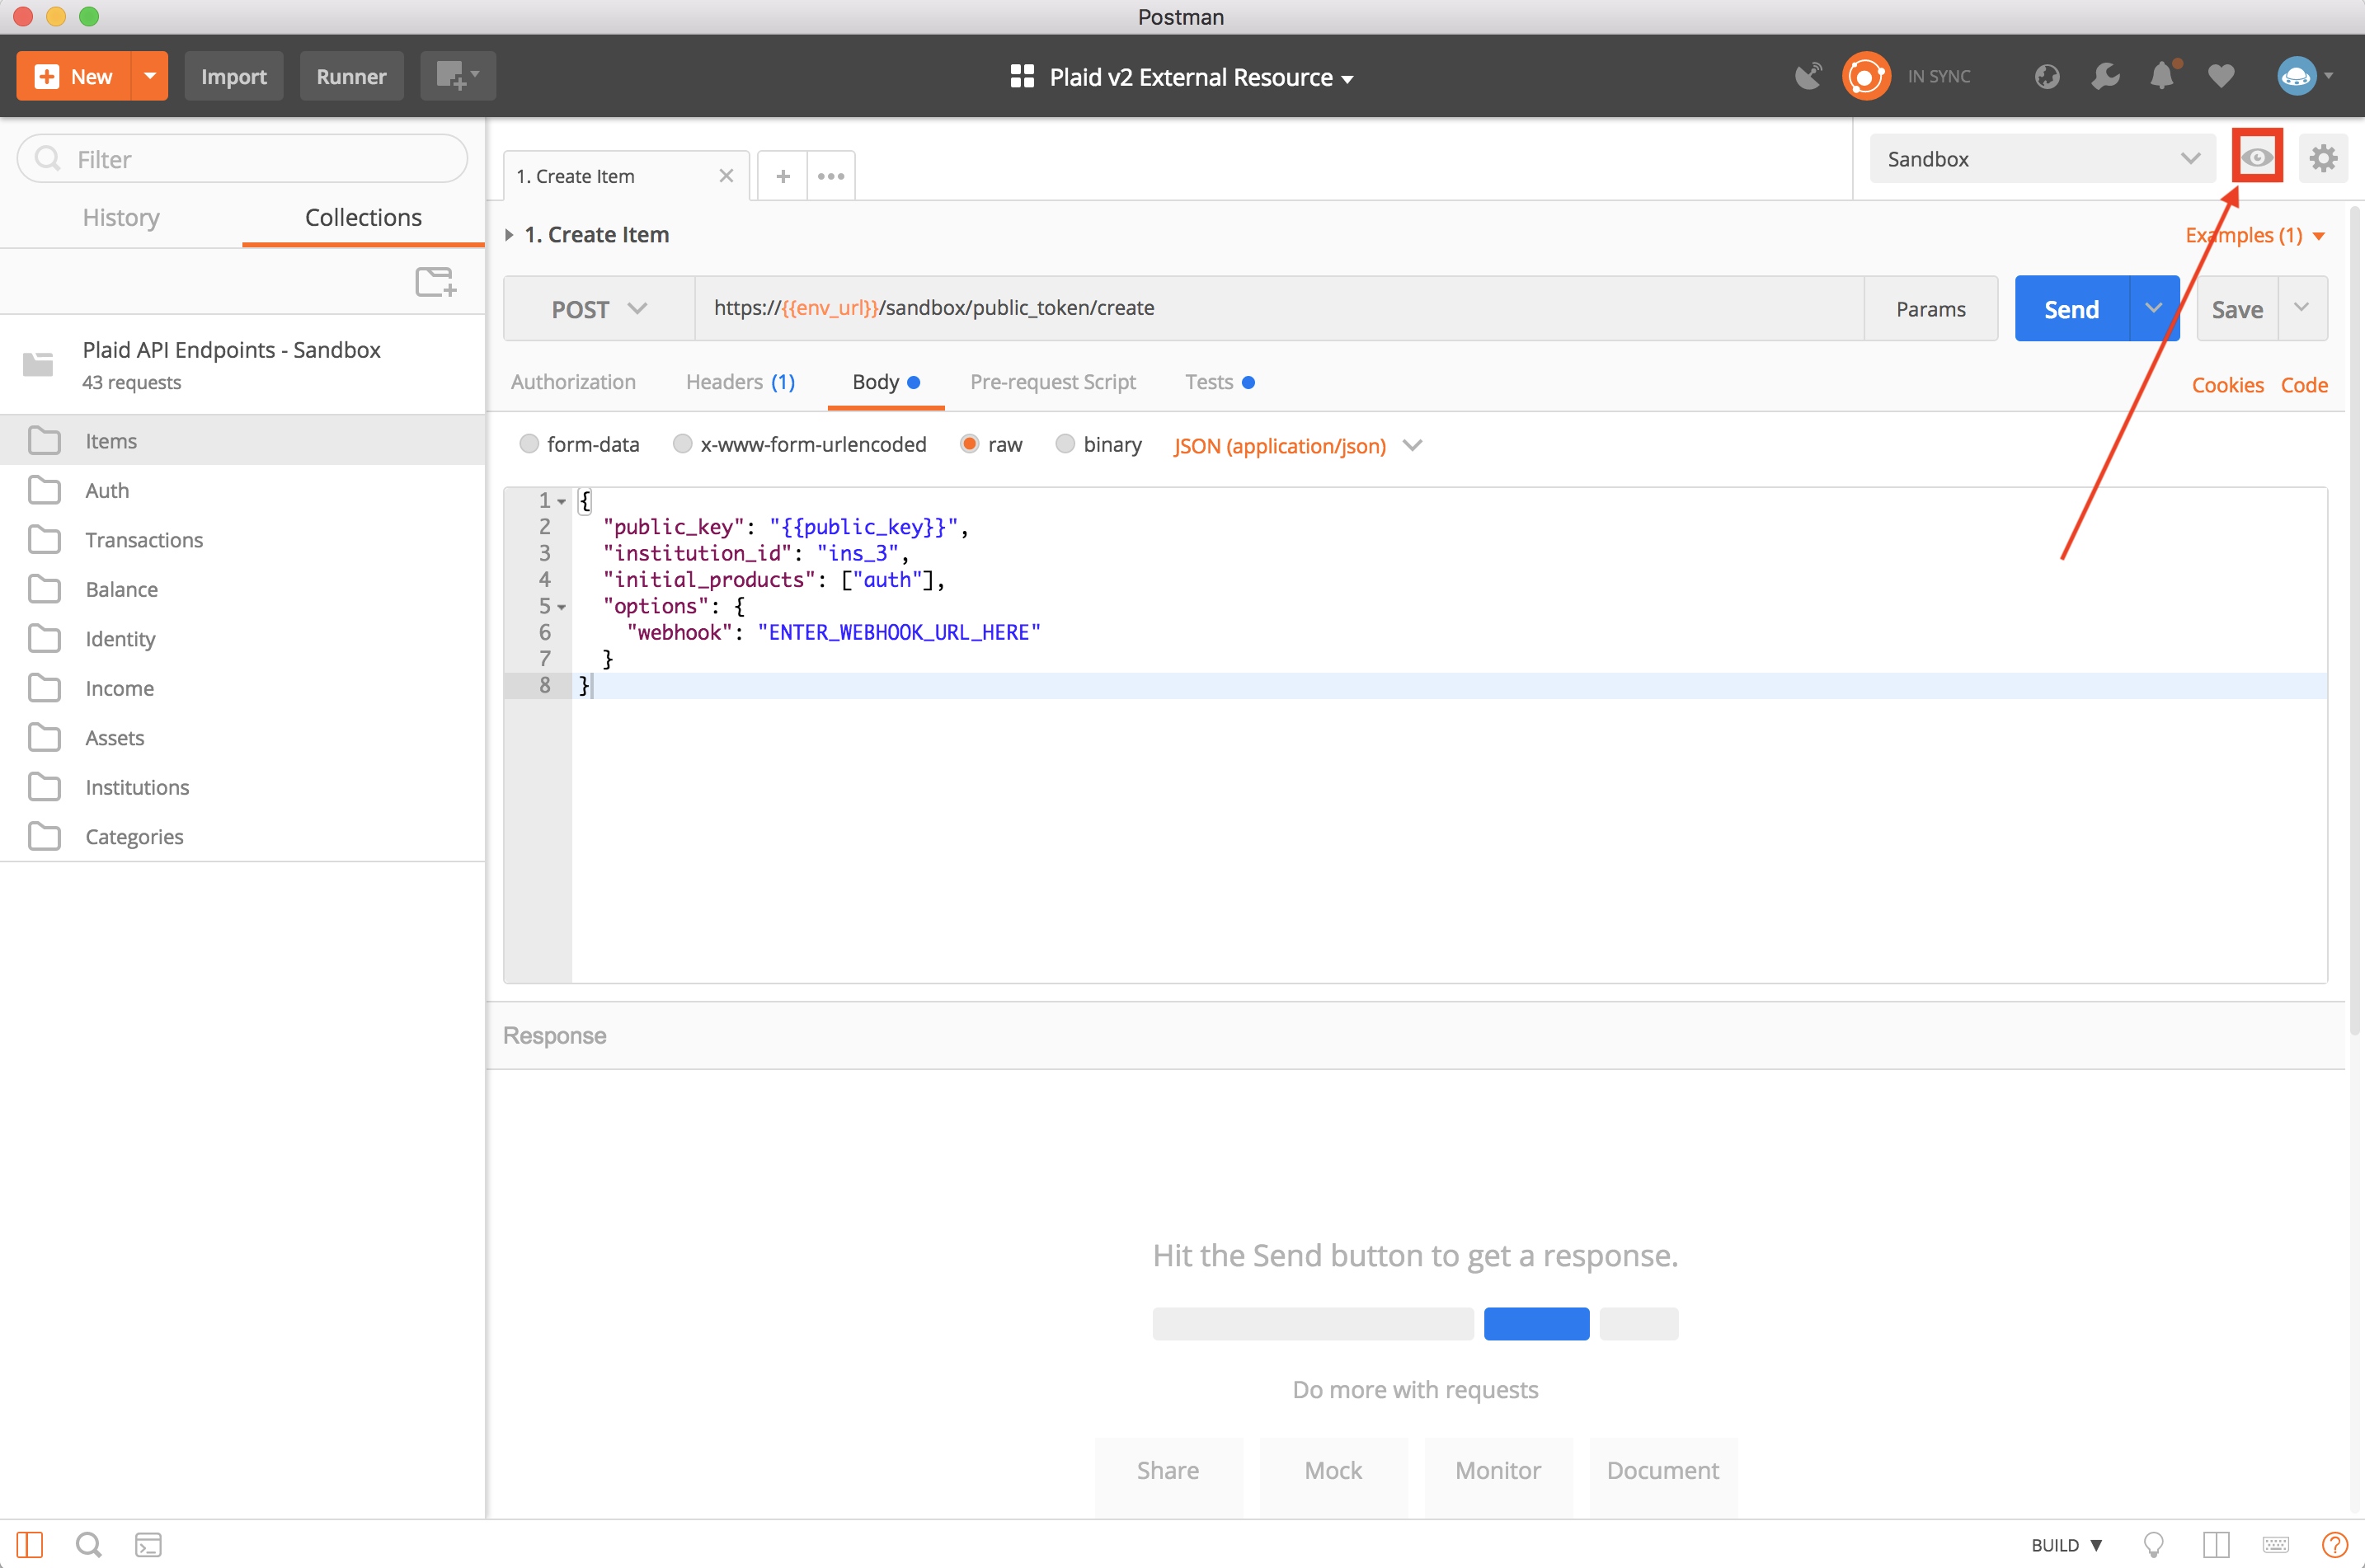 Postman
New
Import
Runner
Plaid v2 External Resource
IN SYNC
Filter
History
Collections
Plaid API Endpoints - Sandbox
43 requests
Items
Auth
Transactions
Balance
Identity
Income
Assets
Institutions
Categories
1. Create Item
Sandbox
1. Create Item
Examples (1)
POST
https://{{env_url}}/sandbox/public_token/create
Params
Send
Save
Authorization
Headers (1)
Body
Pre-request Script
Tests
Cookies
Code
form-data
x-www-form-urlencoded
raw
binary
JSON (application/json)
1 {
2 "public_key": "{{public_key}}",
3 "institution_id": "ins_3",
4 "initial_products": ["auth"],
5 "options": {
6 "webhook": "ENTER_WEBHOOK_URL_HERE"
7 }
8 }
Response
Hit the Send button to get a response.
Do more with requests
Share
Mock
Monitor
Document
BUILD